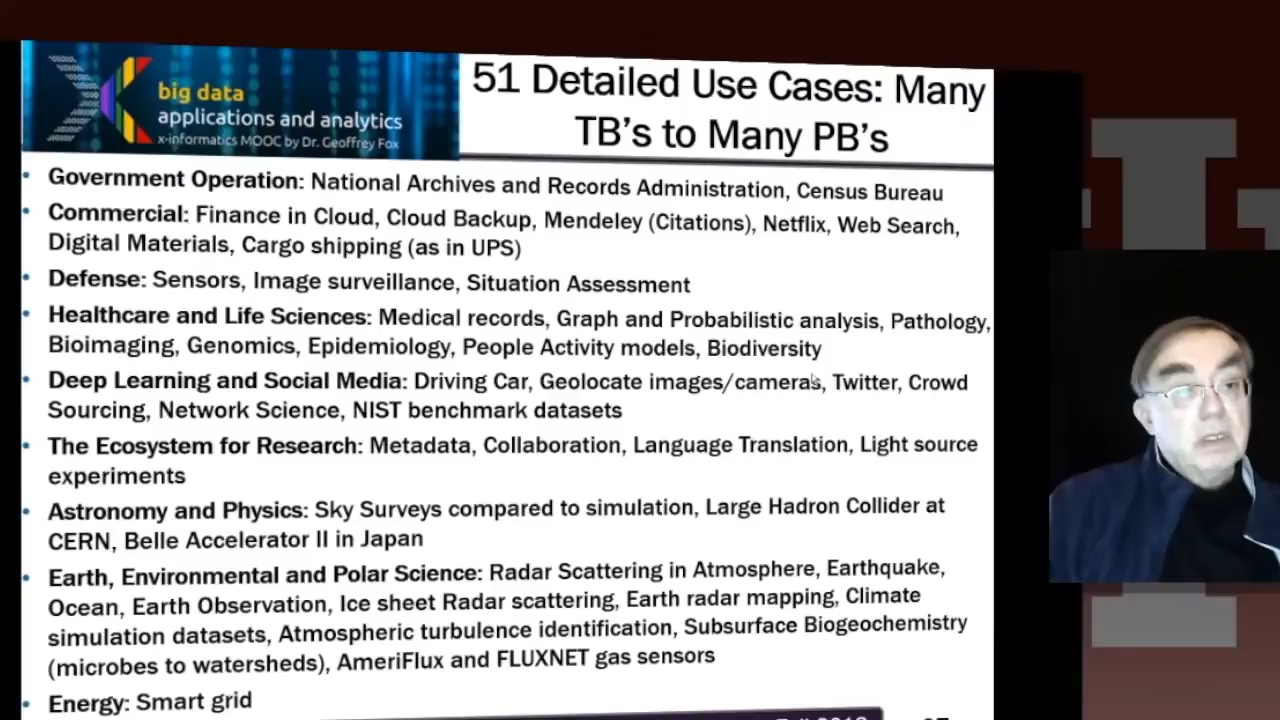 big data
applications and analytics
x-informatics MOOC by Dr. Geoffrey Fox
51 Detailed Use Cases: Many
TB's to Many PB's
• Government Operation: National Archives and Records Administration, Census Bureau
• Commercial: Finance in Cloud, Cloud Backup, Mendeley (Citations), Netflix, Web Search,
Digital Materials, Cargo shipping (as in UPS)
• Defense: Sensors, Image surveillance, Situation Assessment
• Healthcare and Life Sciences: Medical records, Graph and Probabilistic analysis, Pathology,
Bioimaging, Genomics, Epidemiology, People Activity models, Biodiversity
• Deep Learning and Social Media: Driving Car, Geolocate images/cameras, Twitter, Crowd
Sourcing, Network Science, NIST benchmark datasets
• The Ecosystem for Research: Metadata, Collaboration, Language Translation, Light source
experiments
• Astronomy and Physics: Sky Surveys compared to simulation, Large Hadron Collider at
CERN, Belle Accelerator II in Japan
• Earth, Environmental and Polar Science: Radar Scattering in Atmosphere, Earthquake,
Ocean, Earth Observation, Ice sheet Radar scattering, Earth radar mapping, Climate
simulation datasets, Atmospheric turbulence identification, Subsurface Biogeochemistry
(microbes to watersheds), AmeriFlux and FLUXNET gas sensors
• Energy: Smart grid